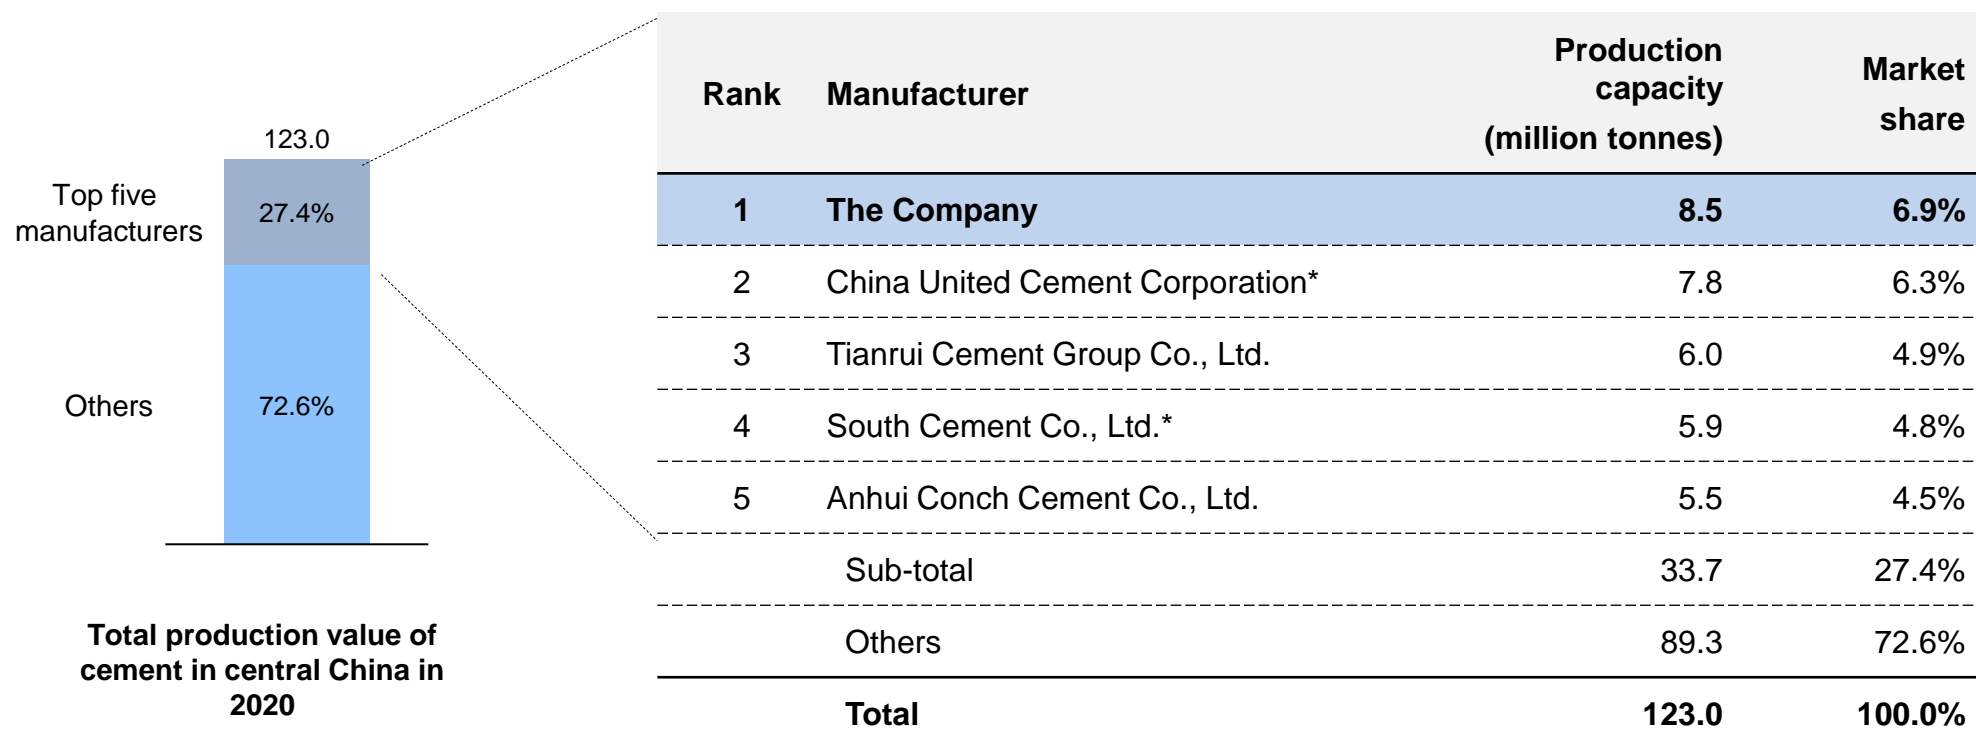 123.0
Top five
manufacturers
27.4%
Others
72.6%
Total production value of
cement in central China in
2020
Rank Manufacturer Production capacity (million tonnes) Market share
1 The Company 8.5 6.9%
2 China United Cement Corporation* 7.8 6.3%
3 Tianrui Cement Group Co., Ltd. 6.0 4.9%
4 South Cement Co., Ltd.* 5.9 4.8%
5 Anhui Conch Cement Co., Ltd. 5.5 4.5%
Sub-total 33.7 27.4%
Others 89.3 72.6%
Total 123.0 100.0%